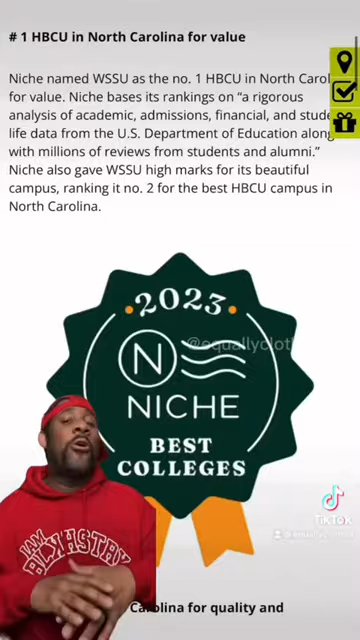 # 1 HBCU in North Carolina for value
Niche named WSSU as the no. 1 HBCU in North Carol
for value. Niche bases its rankings on “a rigorous
analysis of academic, admissions, financial, and stude
life data from the U.S. Department of Education along
with millions of reviews from students and alumni.”
Niche also gave WSSU high marks for its beautiful
campus, ranking it no. 2 for the best HBCU campus in
North Carolina.
2023
@equallycloth
N
NICHE
BEST
COLLEGES
TikTok
I AM
Carolina for quality and